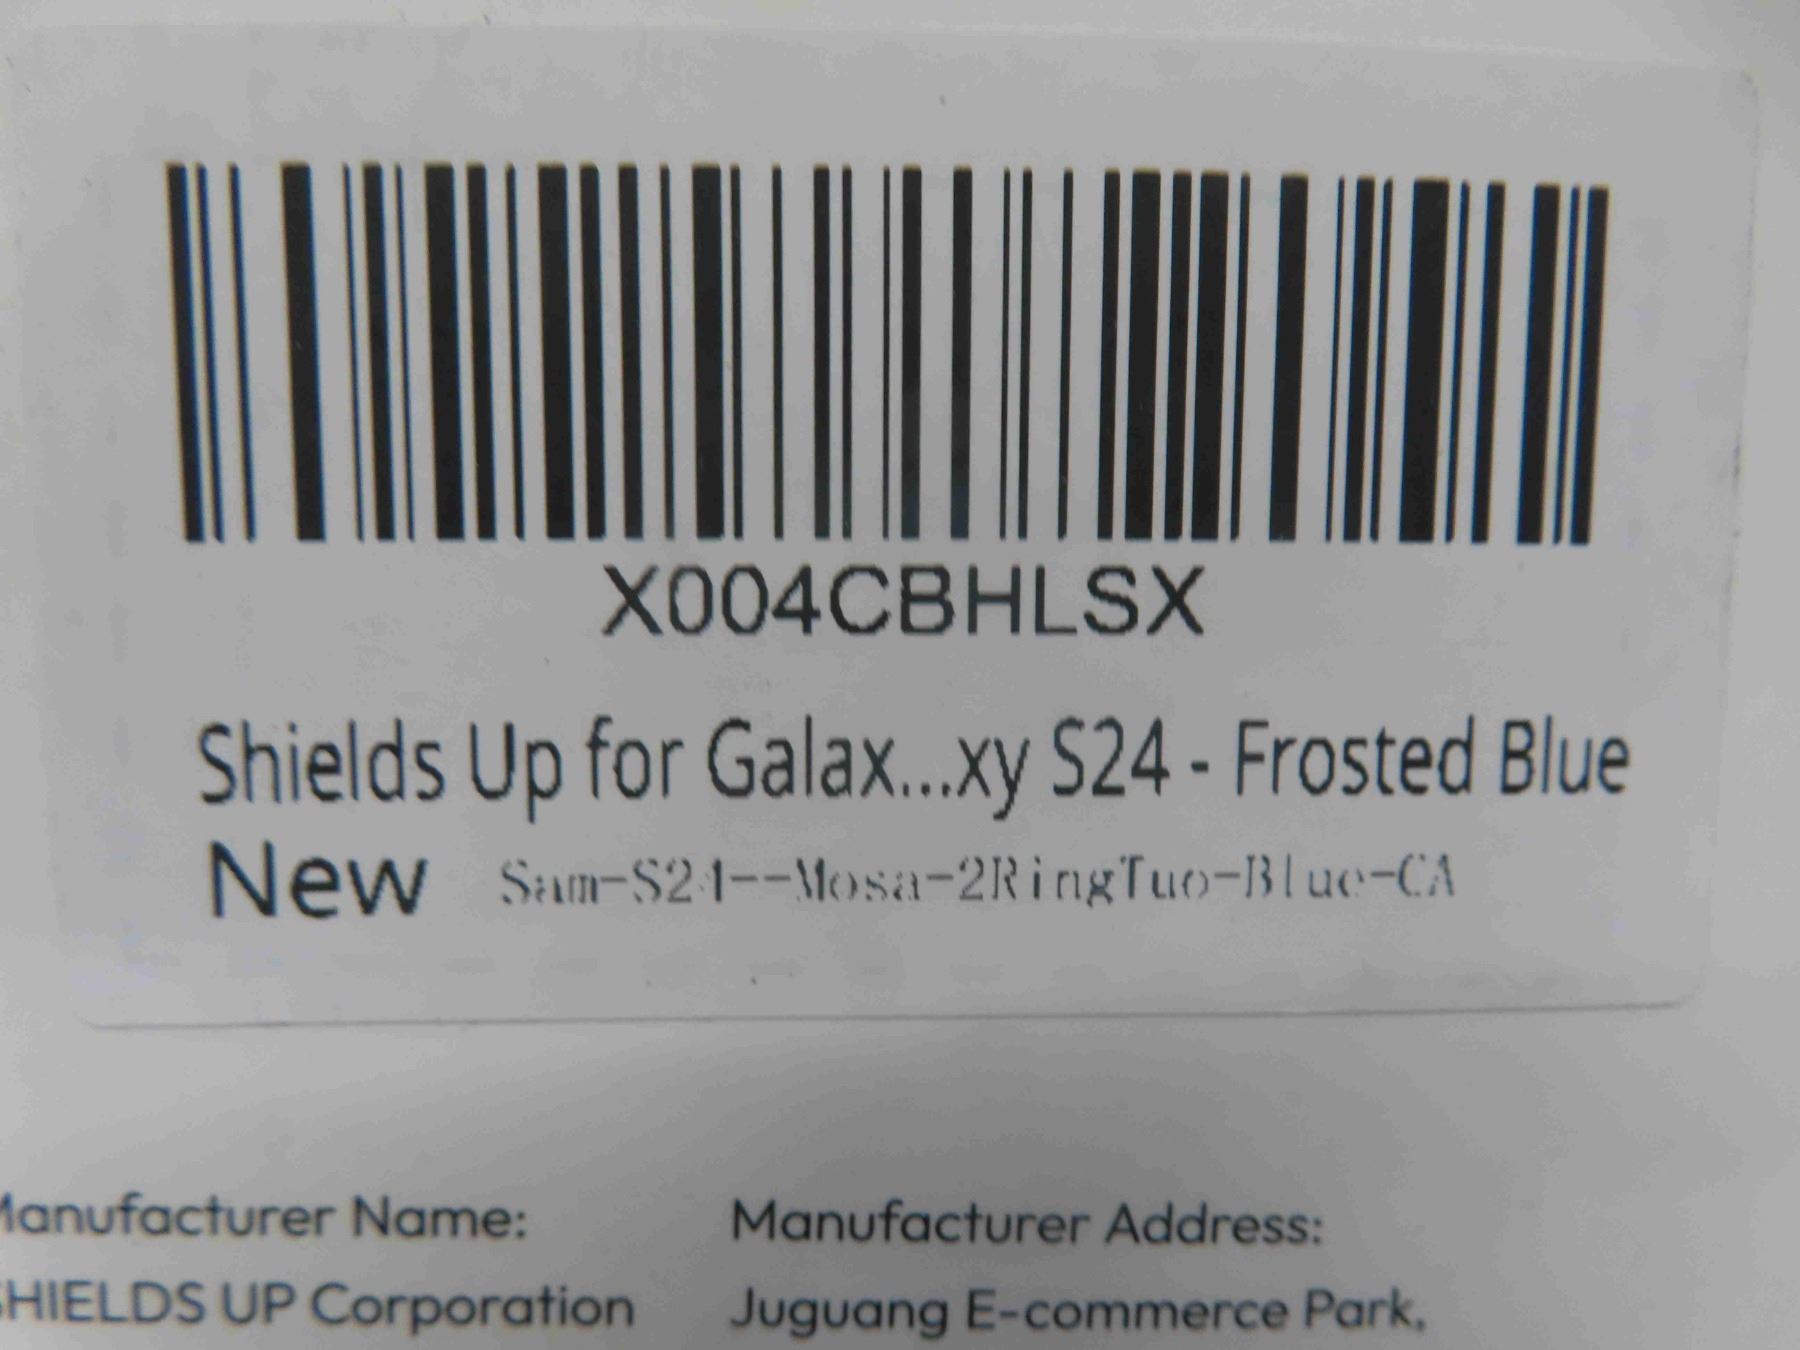 X004CBHLSX
Shields Up for Galax...xy S24 - Frosted Blue
New Sam-S24--Mosa-2RingTuo-Blue-CA
Manufacturer Name:
SHIELDS UP Corporation
Manufacturer Address:
Juguang E-commerce Park,